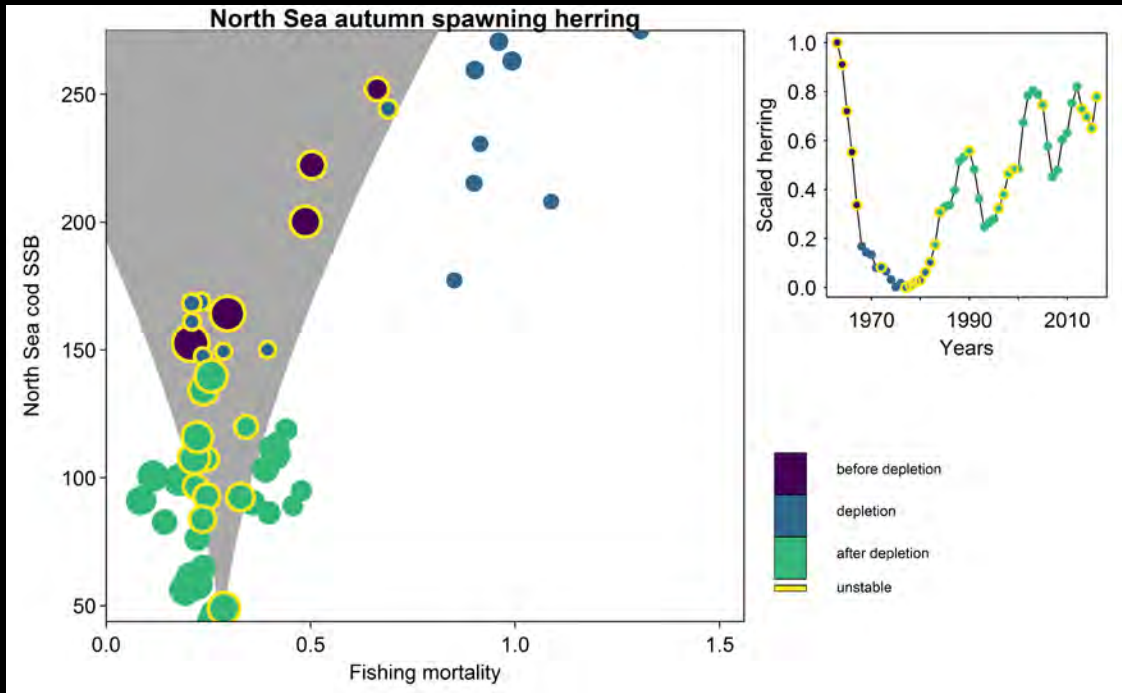 North Sea autumn spawning herring
North Sea cod SSB
250
200
150
100
50
0.0
0.5
1.0
1.5
Fishing mortality
Scaled herring
1.0
0.8
0.6
0.4
0.2
0.0
1970
1990
2010
Years
before depletion
depletion
after depletion
unstable